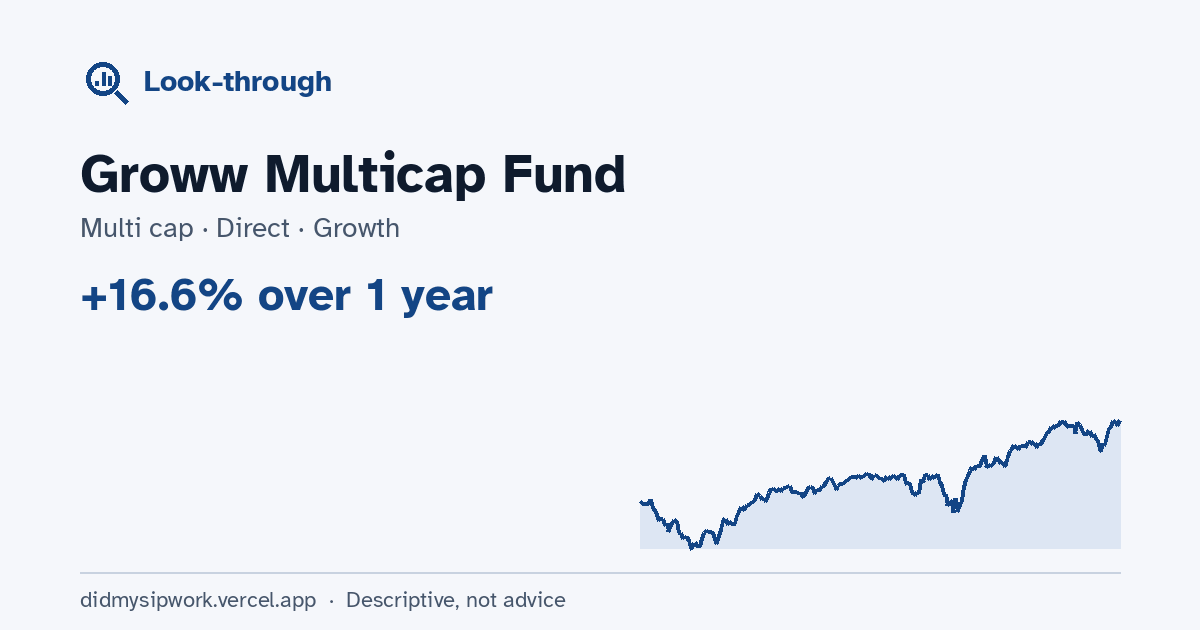 Look-through
Groww Multicap Fund
Multi cap · Direct · Growth
+16.6% over 1 year
didmysipwork.vercel.app · Descriptive, not advice